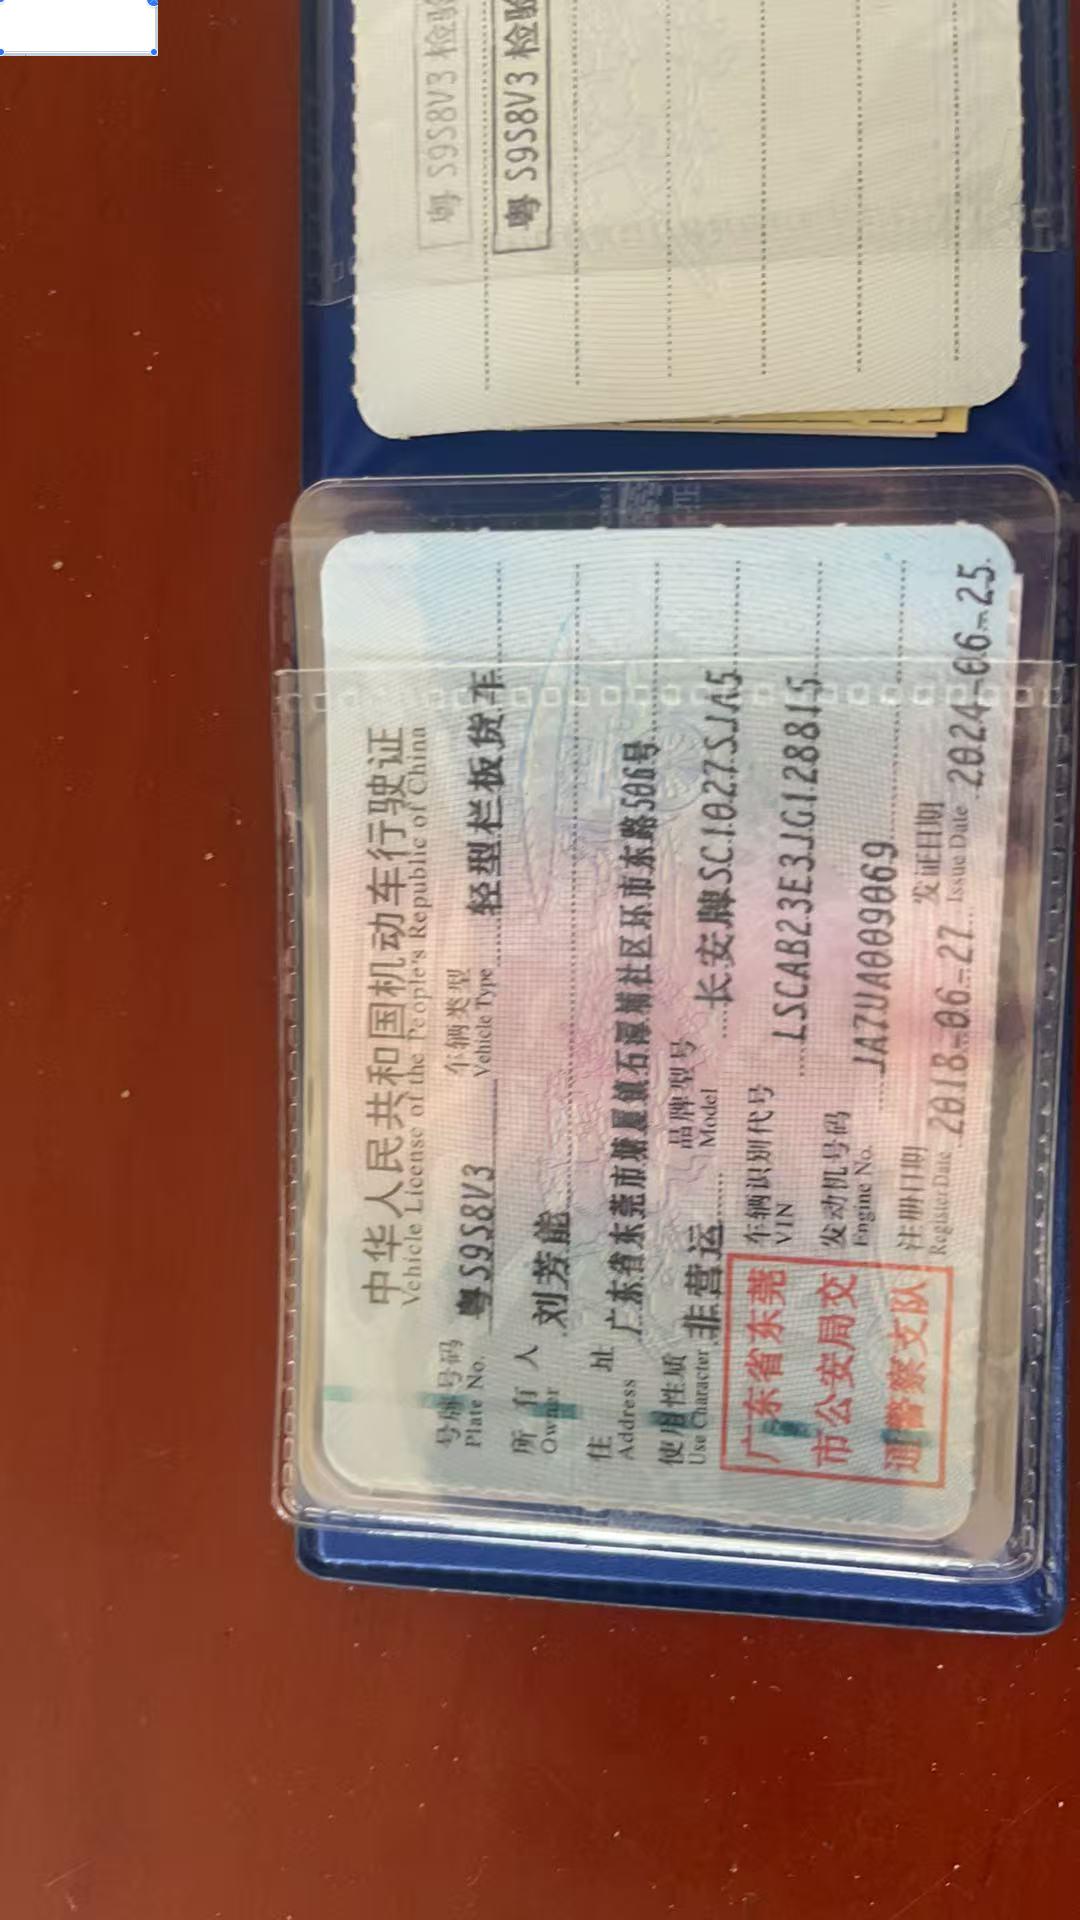 中华人民共和国机动车行驶证
Vehicle License of the People's Republic of China
号牌号码 粤S9S8V3 车辆类型 轻型栏板货车
Plate No. Vehicle Type
所有人 刘芳能
Owner
住址 广东省东莞市塘厦镇石潭埔社区环市东路506号
Address
使用性质 非营运 品牌型号 长安牌SC1027SJA5
Use Character Model
广东省东莞
市公安局交
通警察支队
车辆识别代号 LSCAB23E3JG128815
VIN
发动机号码 JA7UA009069
Engine No.
注册日期 2018-06-27 发证日期 2024-06-25
Register Date Issue Date
粤S9S8V3 检验
粤S9S8V3 检验